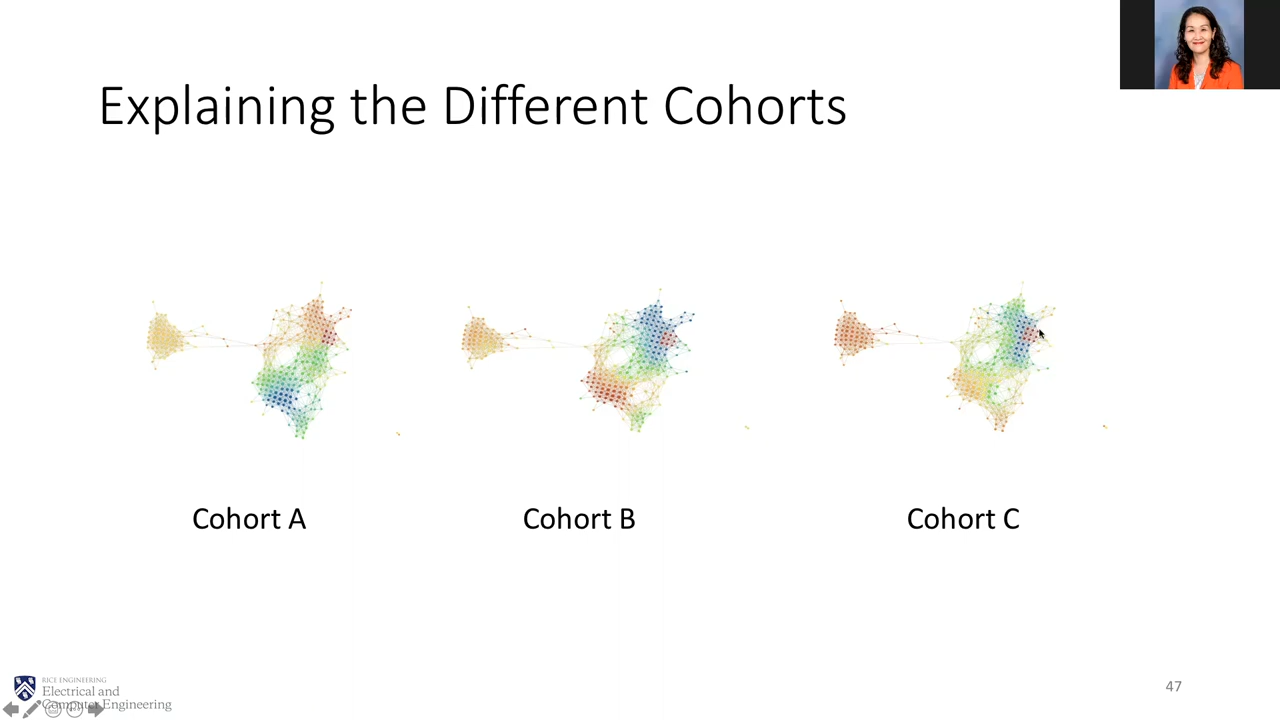 Explaining the Different Cohorts
Cohort A
Cohort B
Cohort C
RICE ENGINEERING
Electrical and
Computer Engineering
47